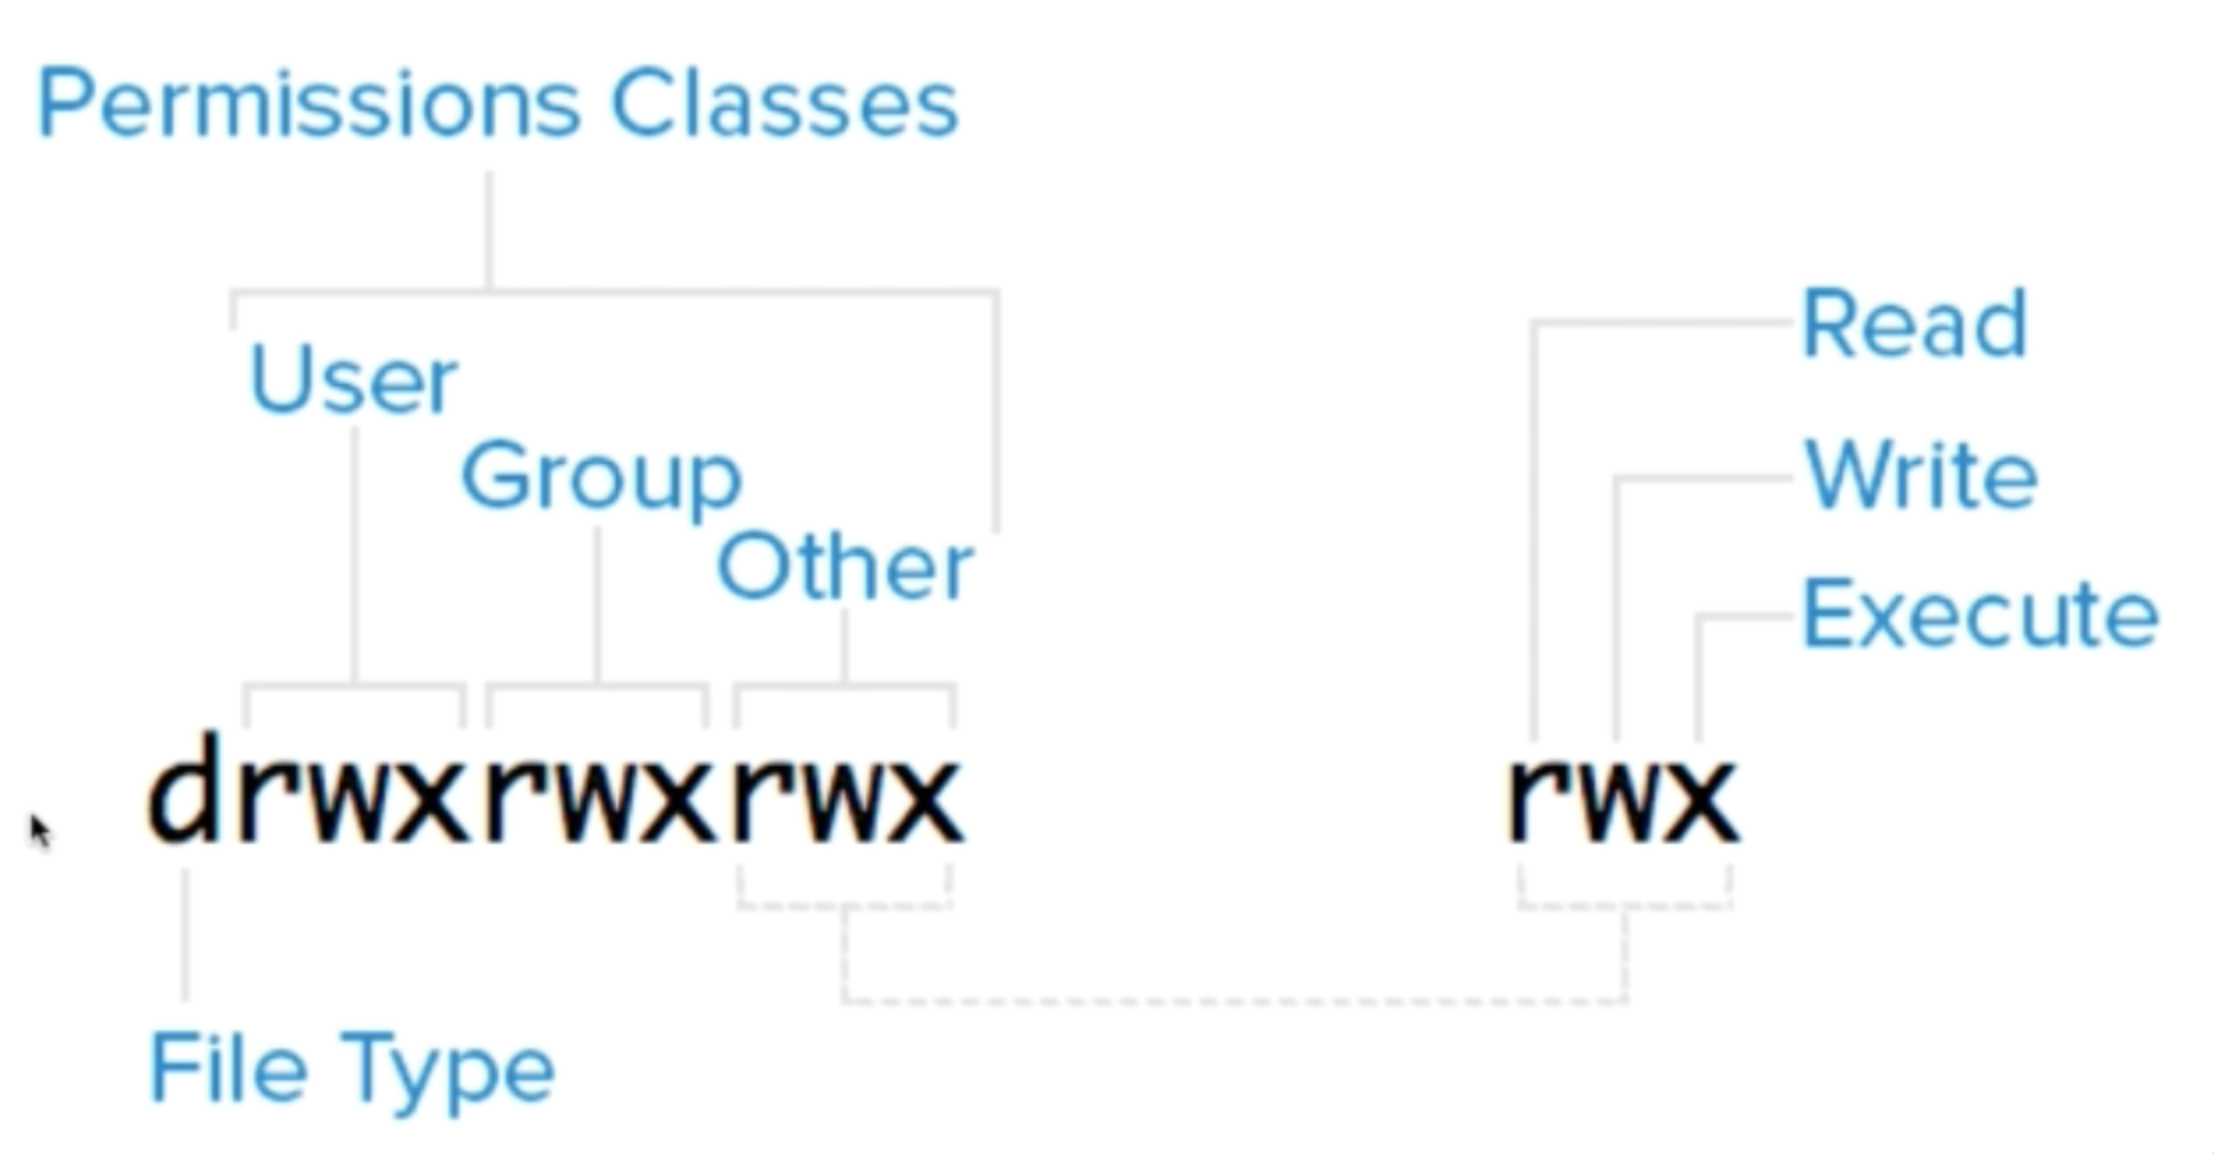 Permissions Classes
User
Group
Other
drwxrwxrwx
File Type
Read
Write
Execute
rwx